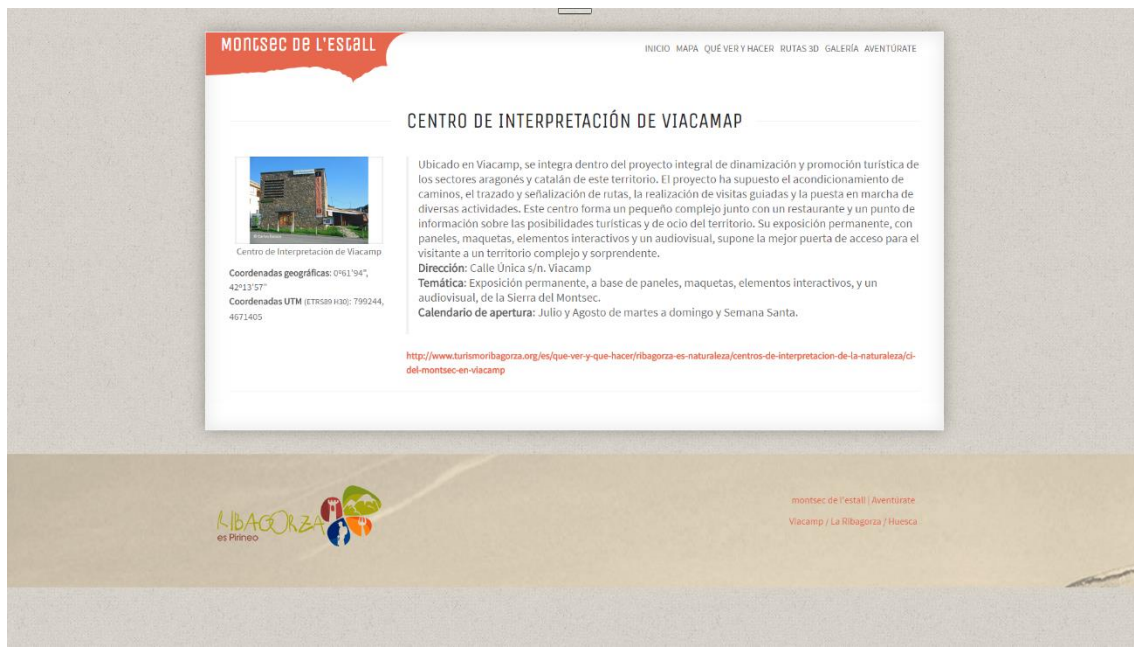 Montsec de l'Estall
INICIO MAPA QUÉ VER Y HACER RUTAS 3D GALERÍA AVENTÚRATE
CENTRO DE INTERPRETACIÓN DE VIACAMAP
Centro de Interpretación de Viacamp
Coordenadas geográficas: 0º61'94",
42º13'57"
Coordenadas UTM (ETRS89 H30): 799244,
4671405
Ubicado en Viacamp, se integra dentro del proyecto integral de dinamización y promoción turística de
los sectores aragonés y catalán de este territorio. El proyecto ha supuesto el acondicionamiento de
caminos, el trazado y señalización de rutas, la realización de visitas guiadas y la puesta en marcha de
diversas actividades. Este centro forma un pequeño complejo junto con un restaurante y un punto de
información sobre las posibilidades turísticas y de ocio del territorio. Su exposición permanente, con
paneles, maquetas, elementos interactivos y un audiovisual, supone la mejor puerta de acceso para el
visitante a un territorio complejo y sorprendente.
Dirección: Calle Única s/n. Viacamp
Temática: Exposición permanente, a base de paneles, maquetas, elementos interactivos, y un
audiovisual, de la Sierra del Montsec.
Calendario de apertura: Julio y Agosto de martes a domingo y Semana Santa.
http://www.turismoribagorza.org/es/que-ver-y-que-hacer/ribagorza-es-naturaleza/centros-de-interpretacion-de-la-naturaleza/ci-
del-montsec-en-viacamp
RIBAGORZA
es Pirineo
montsec de l'estall | Aventúrate
Viacamp / La Ribagorza / Huesca